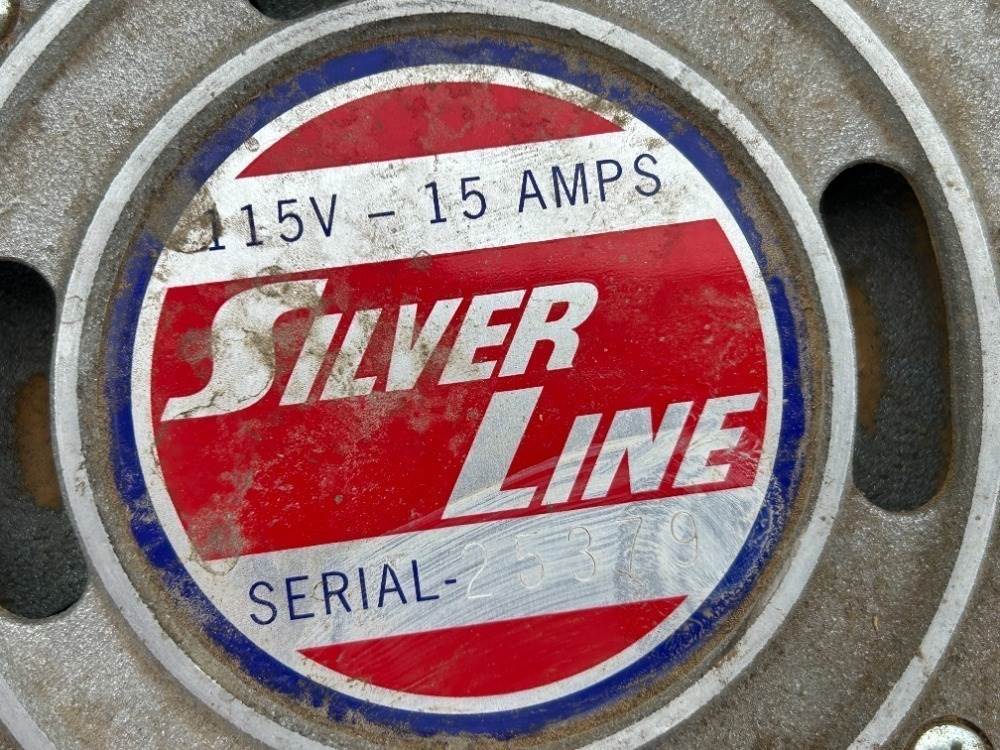 115V – 15 AMPS
SILVER
LINE
SERIAL-25379